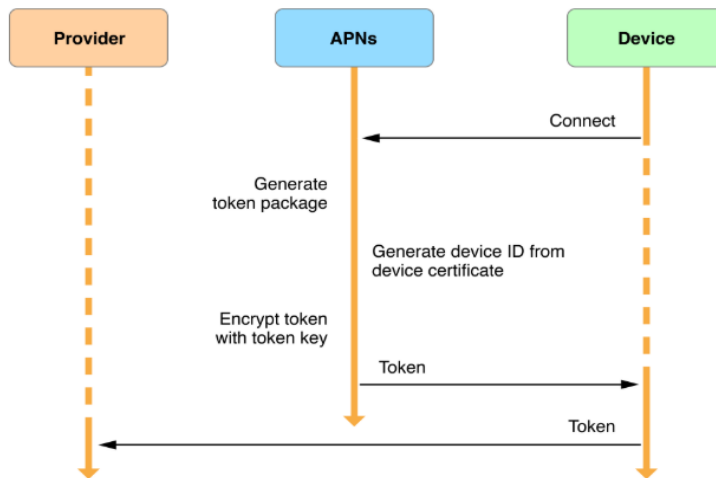 Provider
APNs
Device
Connect
Generate
token package
Generate device ID from
device certificate
Encrypt token
with token key
Token
Token